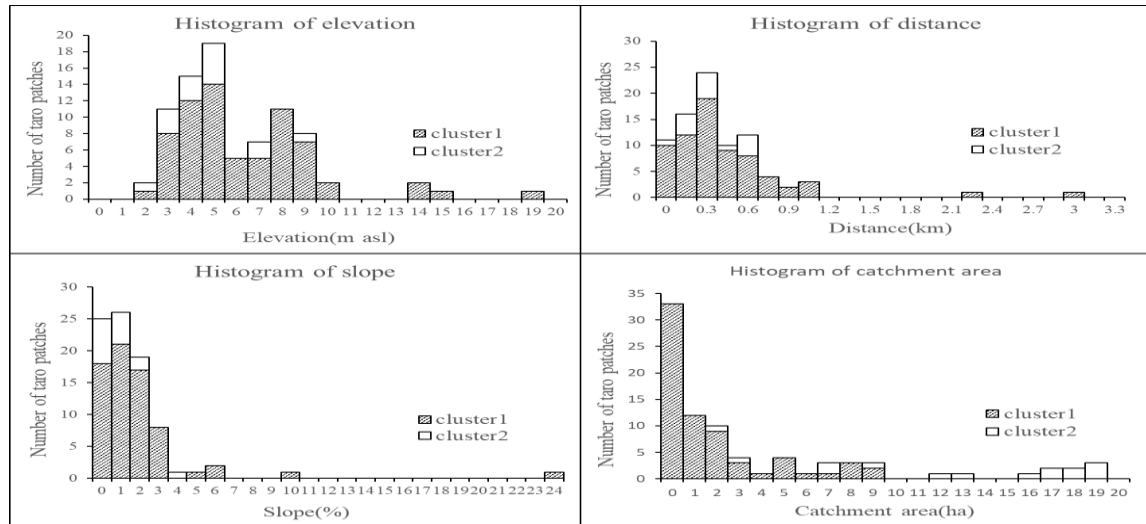 Histogram of elevation
Number of taro patches
20
18
16
14
12
10
8
6
4
2
0
cluster1
cluster2
0 1 2 3 4 5 6 7 8 9 10 11 12 13 14 15 16 17 18 19 20
Elevation(m asl)
Histogram of distance
Number of taro patches
30
25
20
15
10
5
0
cluster1
cluster2
0 0.3 0.6 0.9 1.2 1.5 1.8 2.1 2.4 2.7 3 3.3
Distance(km)
Histogram of slope
Number of taro patches
30
25
20
15
10
5
0
cluster1
cluster2
0 1 2 3 4 5 6 7 8 9 10 11 12 13 14 15 16 17 18 19 20 21 22 23 24
Slope(%)
Histogram of catchment area
Number of taro patches
35
30
25
20
15
10
5
0
cluster1
cluster2
0 1 2 3 4 5 6 7 8 9 10 11 12 13 14 15 16 17 18 19 20
Catchment area(ha)